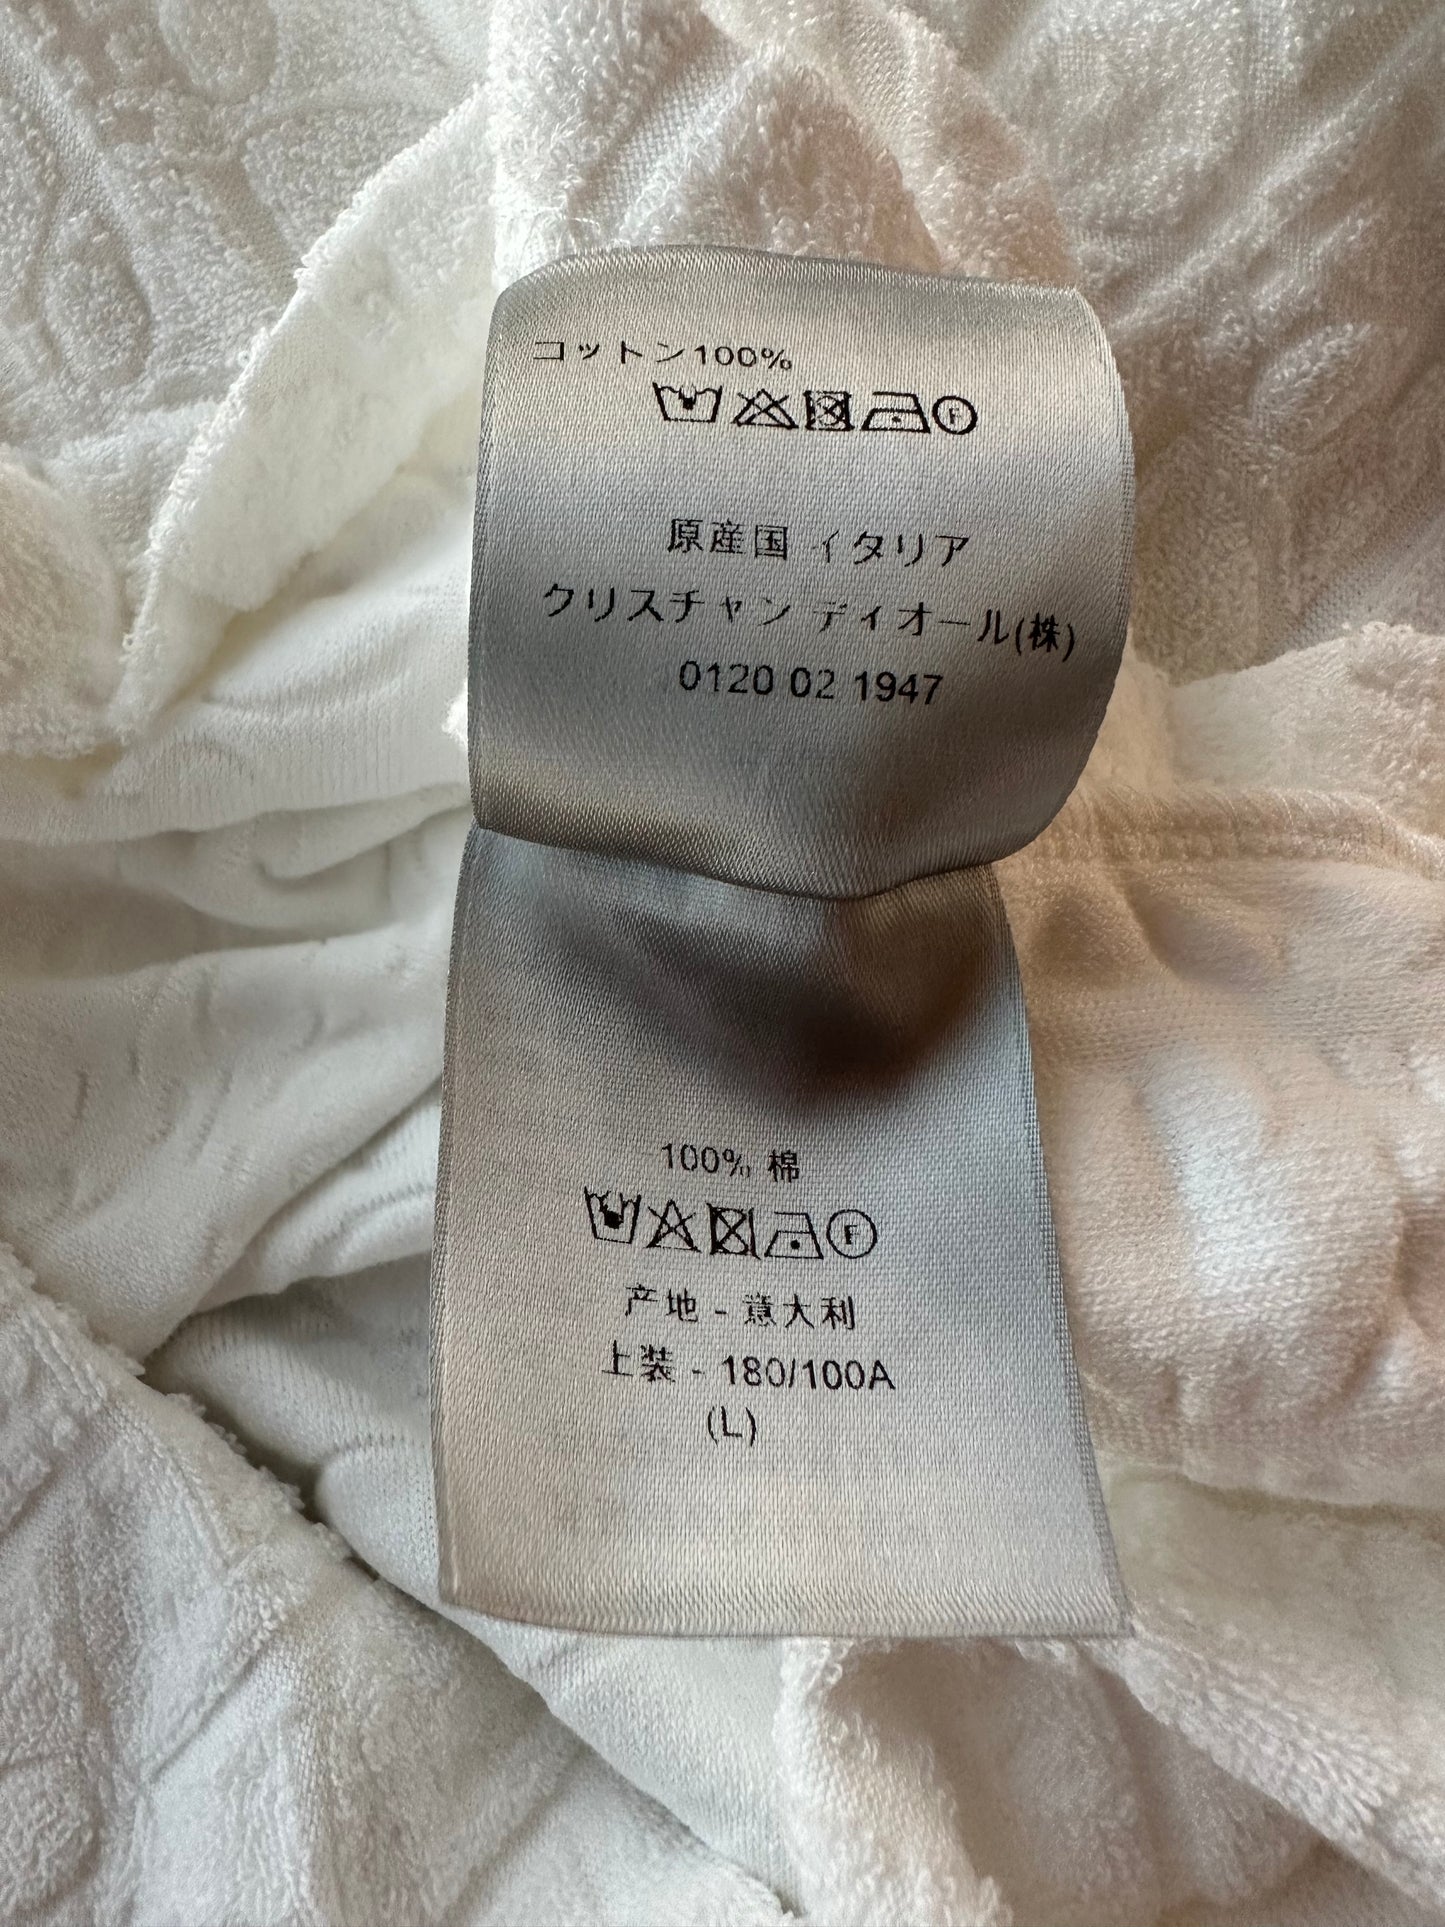 コットン100%
F
原産国 イタリア
クリスチャン ディオール(株)
0120 02 1947
100% 棉
F
产地 - 意大利
上装 - 180/100A
(L)